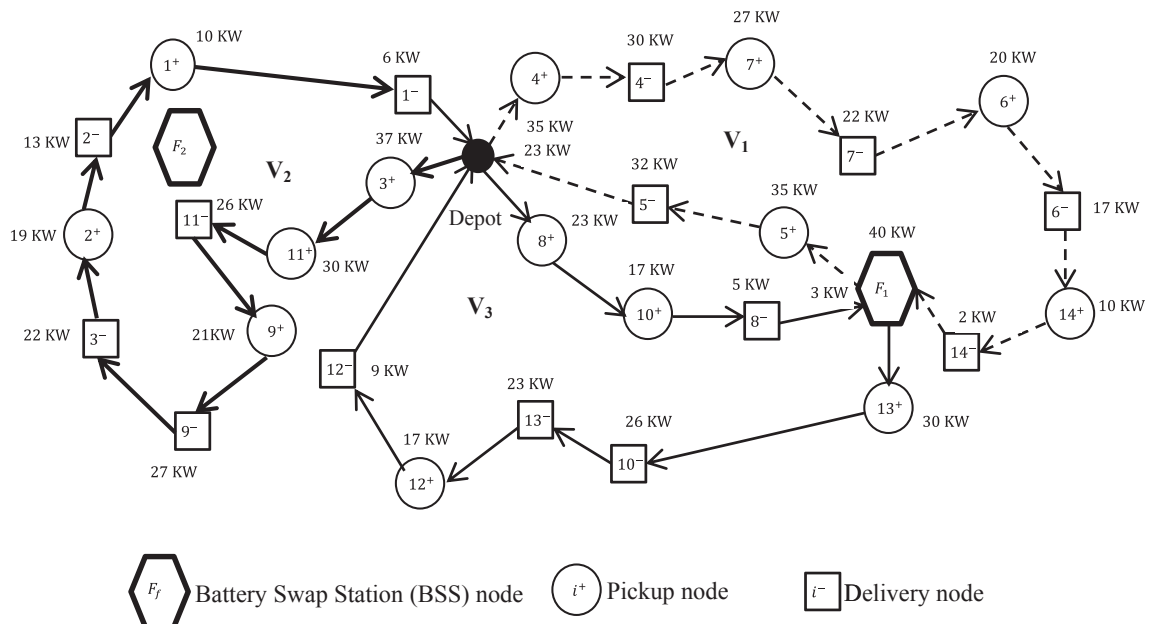 10 KW
1⁺
6 KW
1⁻
13 KW
2⁻
F₂
V₂
37 KW
3⁺
Depot
26 KW
11⁻
19 KW
2⁺
11⁺
30 KW
22 KW
3⁻
21KW
9⁺
9⁻
27 KW
4⁺
35 KW
23 KW
30 KW
4⁻
27 KW
7⁺
V₁
22 KW
7⁻
20 KW
6⁺
6⁻
17 KW
32 KW
5⁻
35 KW
5⁺
40 KW
F₁
3 KW
23 KW
8⁺
17 KW
10⁺
5 KW
8⁻
V₃
2 KW
14⁻
14⁺
10 KW
13⁺
30 KW
12⁻
9 KW
23 KW
13⁻
26 KW
10⁻
17 KW
12⁺
F_f
Battery Swap Station (BSS) node
i⁺
Pickup node
i⁻
Delivery node